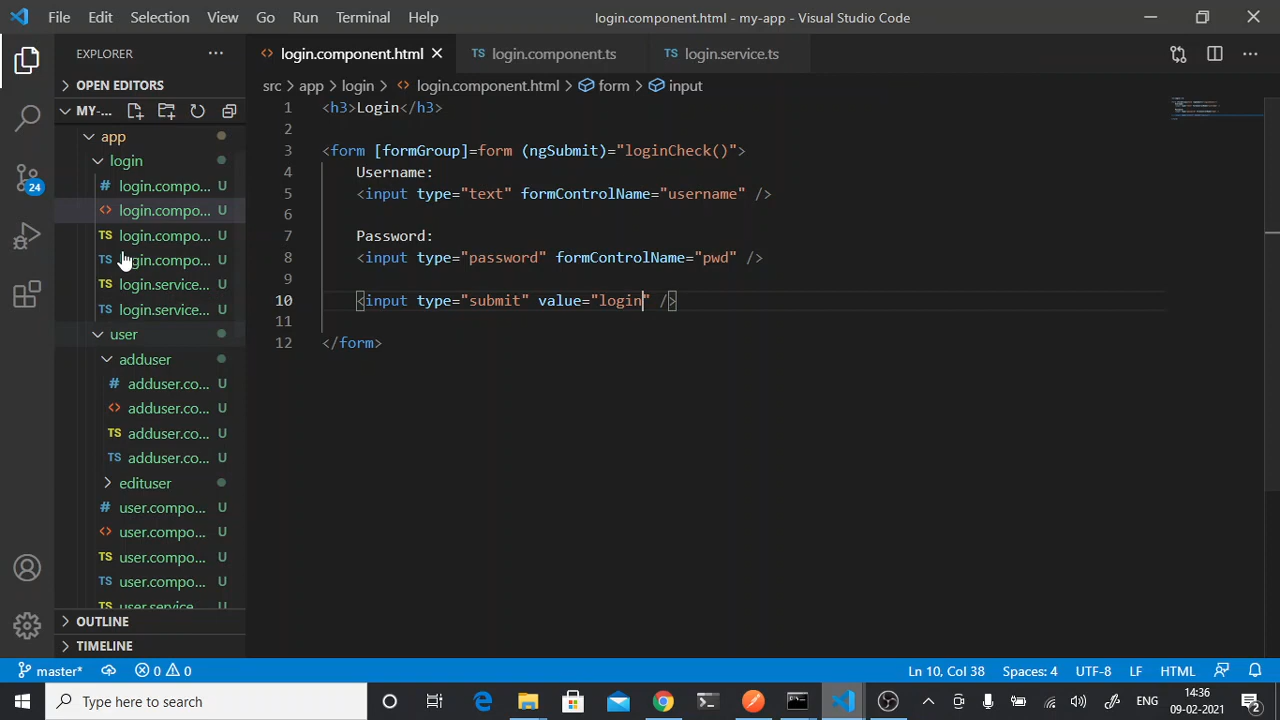 File Edit Selection View Go Run Terminal Help login.component.html - my-app - Visual Studio Code
EXPLORER
login.component.html login.component.ts login.service.ts
OPEN EDITORS
src app login login.component.html form input
MY-...
app
login
login.compo... U
login.compo... U
login.compo... U
login.compo... U
login.service... U
login.service... U
user
adduser
adduser.co... U
adduser.co... U
adduser.co... U
adduser.co... U
edituser
user.compo... U
user.compo... U
user.compo... U
user.compo... U
user.service... U
OUTLINE
TIMELINE
24
1 <h3>Login</h3>
2
3 <form [formGroup]=form (ngSubmit)="loginCheck()">
4 Username:
5 <input type="text" formControlName="username" />
6
7 Password:
8 <input type="password" formControlName="pwd" />
9
10 <input type="submit" value="login" />
11
12 </form>
master* 0 0 Ln 10, Col 38 Spaces: 4 UTF-8 LF HTML
Type here to search ENG 14:36 2
09-02-2021